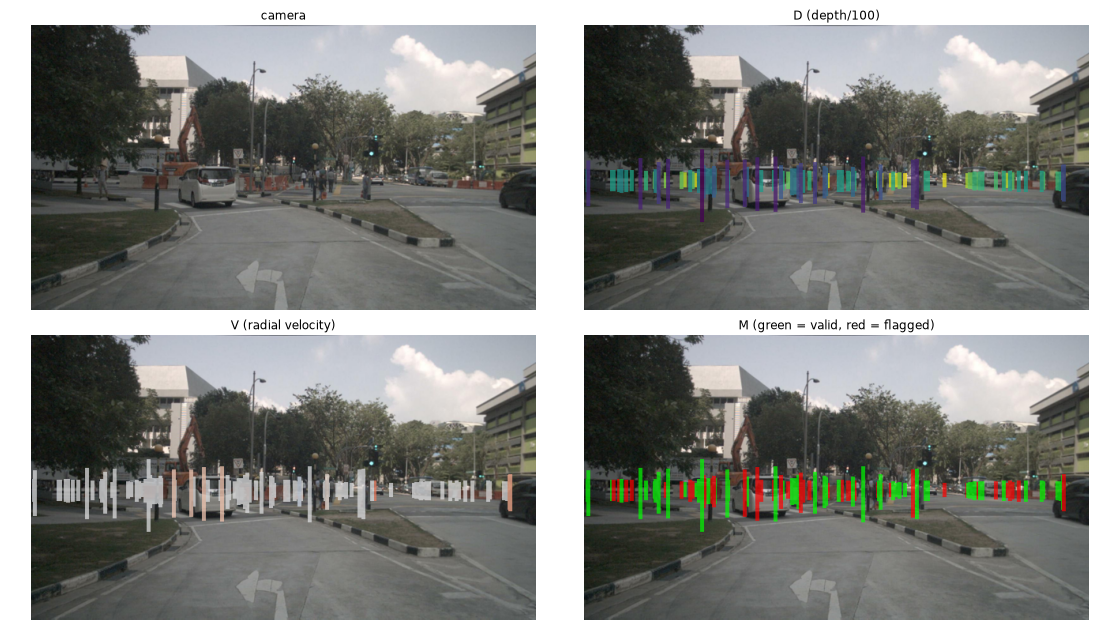 camera
D (depth/100)
V (radial velocity)
M (green = valid, red = flagged)